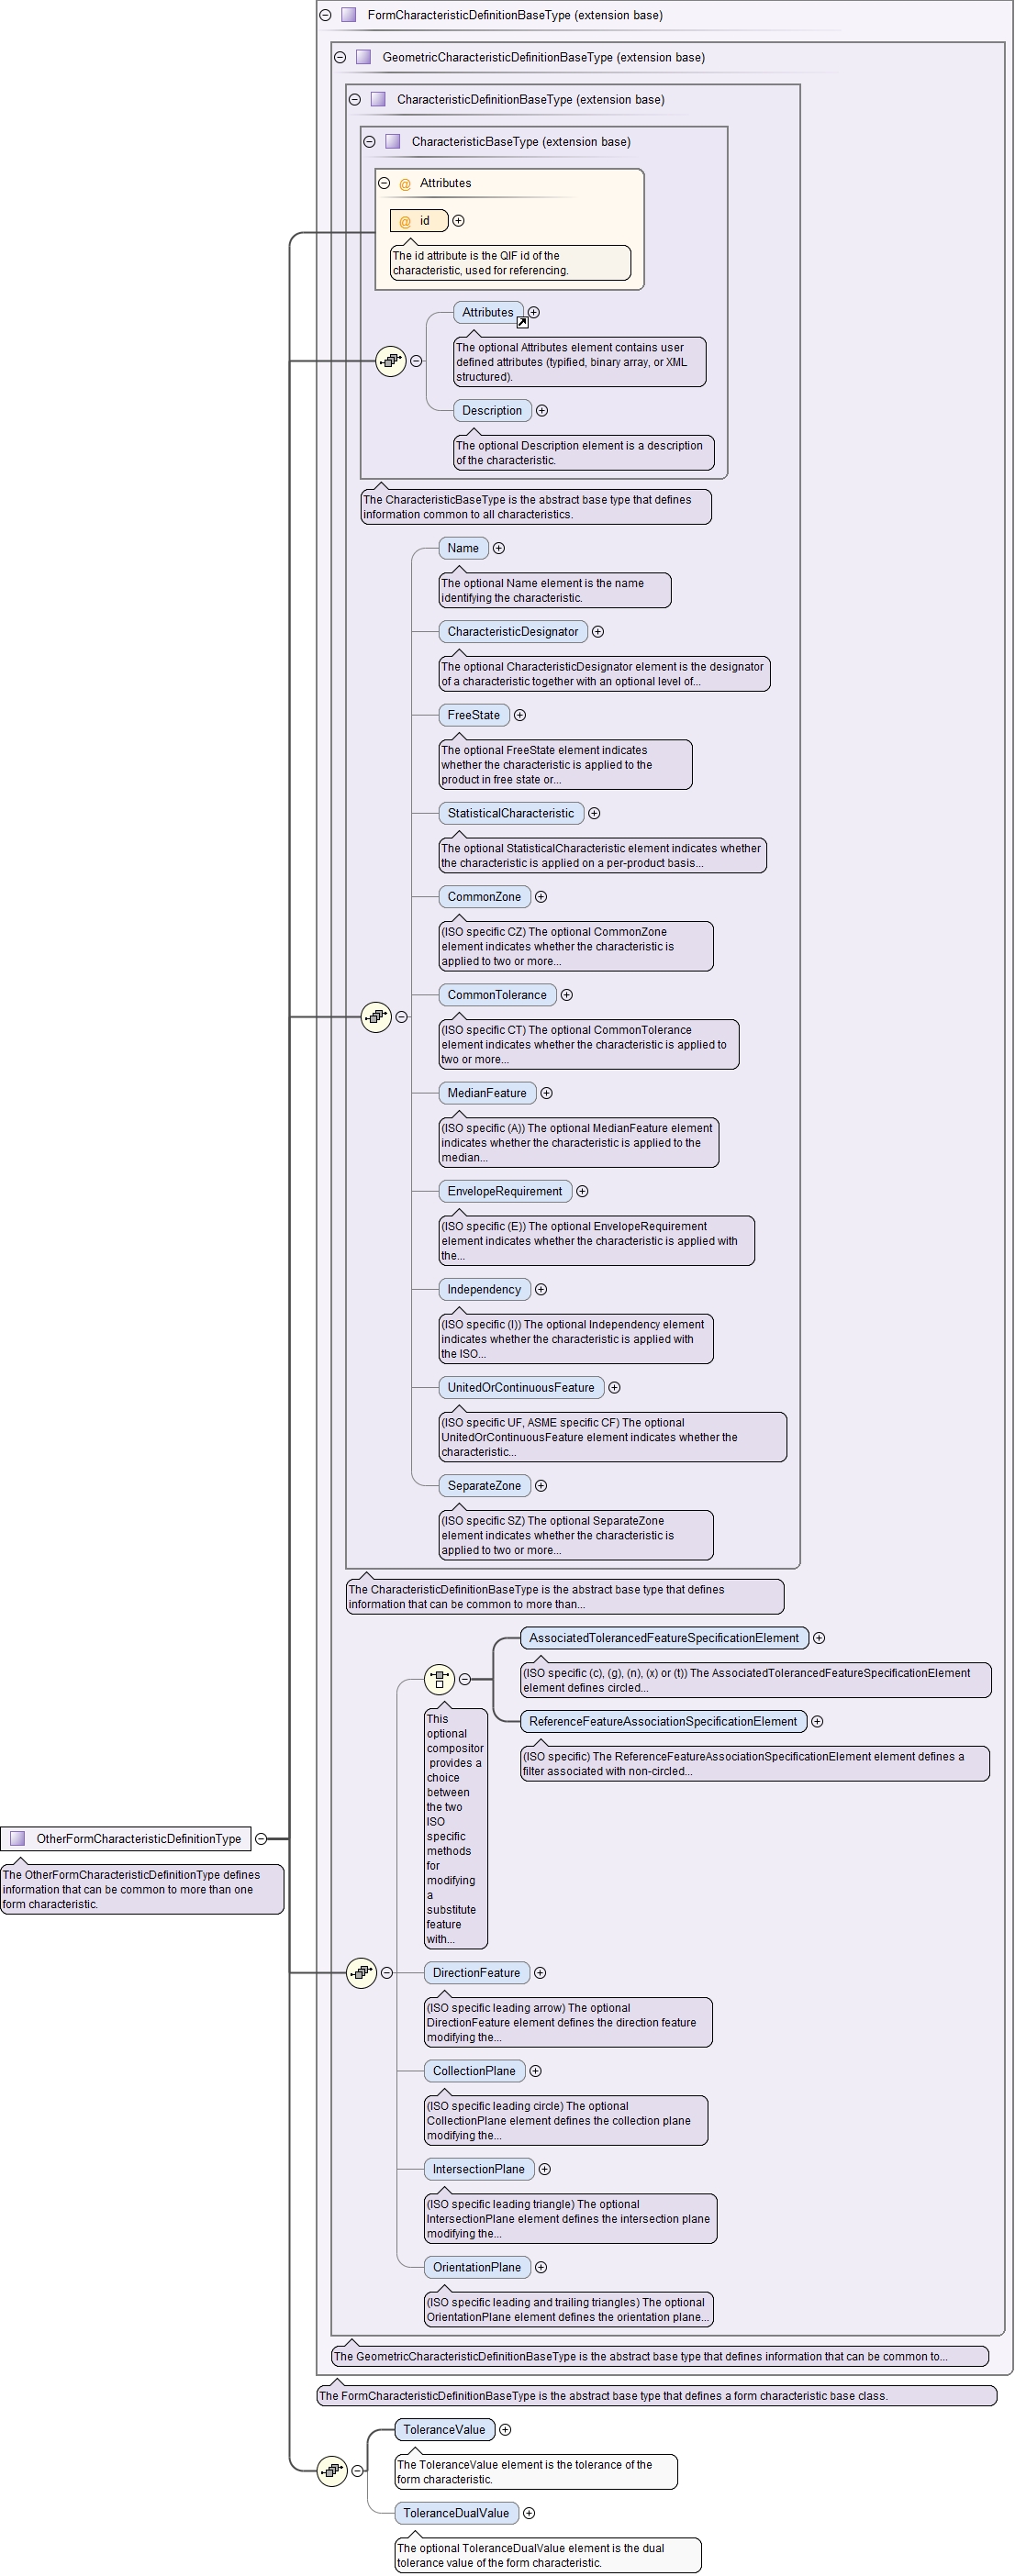 FormCharacteristicDefinitionBaseType (extension base)
GeometricCharacteristicDefinitionBaseType (extension base)
CharacteristicDefinitionBaseType (extension base)
CharacteristicBaseType (extension base)
@ Attributes
@ id
The id attribute is the QIF id of the
characteristic, used for referencing.
Attributes
The optional Attributes element contains user
defined attributes (typified, binary array, or XML
structured).
Description
The optional Description element is a description
of the characteristic.
The CharacteristicBaseType is the abstract base type that defines
information common to all characteristics.
Name
The optional Name element is the name
identifying the characteristic.
CharacteristicDesignator
The optional CharacteristicDesignator element is the designator
of a characteristic together with an optional level of...
FreeState
The optional FreeState element indicates
whether the characteristic is applied to the
product in free state or...
StatisticalCharacteristic
The optional StatisticalCharacteristic element indicates whether
the characteristic is applied on a per-product basis...
CommonZone
(ISO specific CZ) The optional CommonZone
element indicates whether the characteristic is
applied to two or more...
CommonTolerance
(ISO specific CT) The optional CommonTolerance
element indicates whether the characteristic is applied to
two or more...
MedianFeature
(ISO specific (A)) The optional MedianFeature element
indicates whether the characteristic is applied to the
median...
EnvelopeRequirement
(ISO specific (E)) The optional EnvelopeRequirement
element indicates whether the characteristic is applied with
the...
Independency
(ISO specific (I)) The optional Independency element
indicates whether the characteristic is applied with
the ISO...
UnitedOrContinuousFeature
(ISO specific UF, ASME specific CF) The optional
UnitedOrContinuousFeature element indicates whether the
characteristic...
SeparateZone
(ISO specific SZ) The optional SeparateZone
element indicates whether the characteristic is
applied to two or more...
The CharacteristicDefinitionBaseType is the abstract base type that defines
information that can be common to more than...
AssociatedTolerancedFeatureSpecificationElement
(ISO specific (c), (g), (n), (x) or (t)) The AssociatedTolerancedFeatureSpecificationElement
element defines circled...
ReferenceFeatureAssociationSpecificationElement
(ISO specific) The ReferenceFeatureAssociationSpecificationElement element defines a
filter associated with non-circled...
This
optional
compositor
provides a
choice
between
the two
ISO
specific
methods
for
modifying
a
substitute
feature
with...
OtherFormCharacteristicDefinitionType
The OtherFormCharacteristicDefinitionType defines
information that can be common to more than one
form characteristic.
DirectionFeature
(ISO specific leading arrow) The optional
DirectionFeature element defines the direction feature
modifying the...
CollectionPlane
(ISO specific leading circle) The optional
CollectionPlane element defines the collection plane
modifying the...
IntersectionPlane
(ISO specific leading triangle) The optional
IntersectionPlane element defines the intersection plane
modifying the...
OrientationPlane
(ISO specific leading and trailing triangles) The optional
OrientationPlane element defines the orientation plane...
The GeometricCharacteristicDefinitionBaseType is the abstract base type that defines information that can be common to...
The FormCharacteristicDefinitionBaseType is the abstract base type that defines a form characteristic base class.
ToleranceValue
The ToleranceValue element is the tolerance of the
form characteristic.
ToleranceDualValue
The optional ToleranceDualValue element is the dual
tolerance value of the form characteristic.